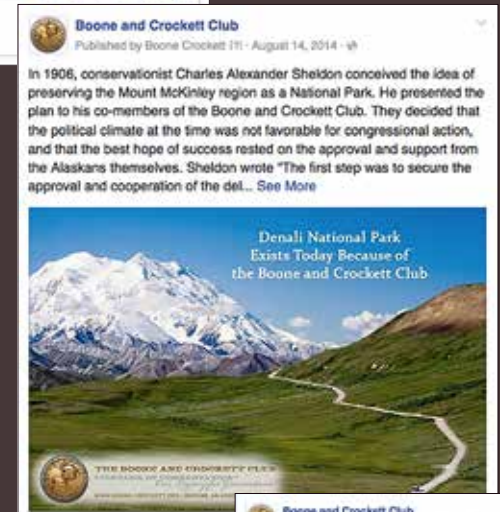 Boone and Crockett Club
Published by Boone Crockett [?] · August 14, 2014 ·
In 1906, conservationist Charles Alexander Sheldon conceived the idea of
preserving the Mount McKinley region as a National Park. He presented the
plan to his co-members of the Boone and Crockett Club. They decided that
the political climate at the time was not favorable for congressional action,
and that the best hope of success rested on the approval and support from
the Alaskans themselves. Sheldon wrote "The first step was to secure the
approval and cooperation of the del... See More
Denali National Park
Exists Today Because of
the Boone and Crockett Club
THE BOONE AND CROCKETT CLUB
Boone and Crockett Club